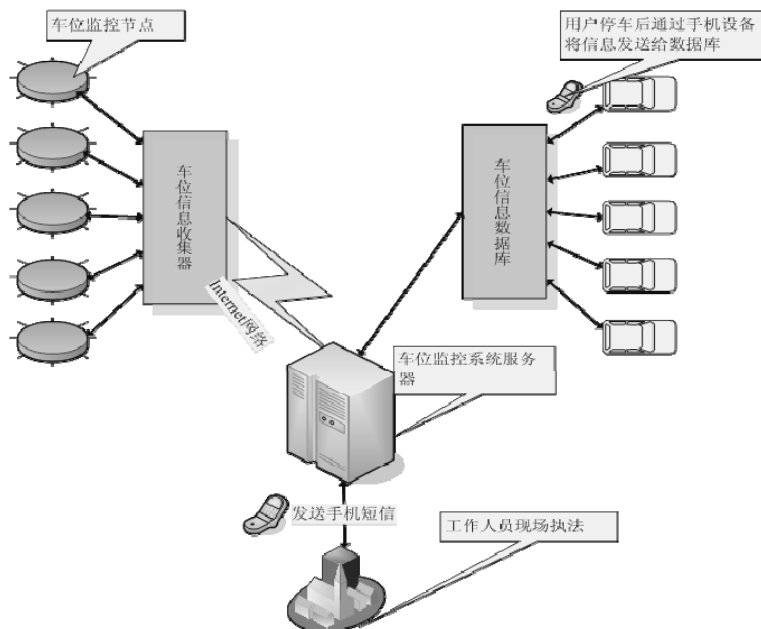 车位监控节点
用户停车后通过手机设备
将信息发送给数据库
车位信息收集器
车位信息数据库
Internet网络
车位监控系统服务
器
发送手机短信
工作人员现场执法